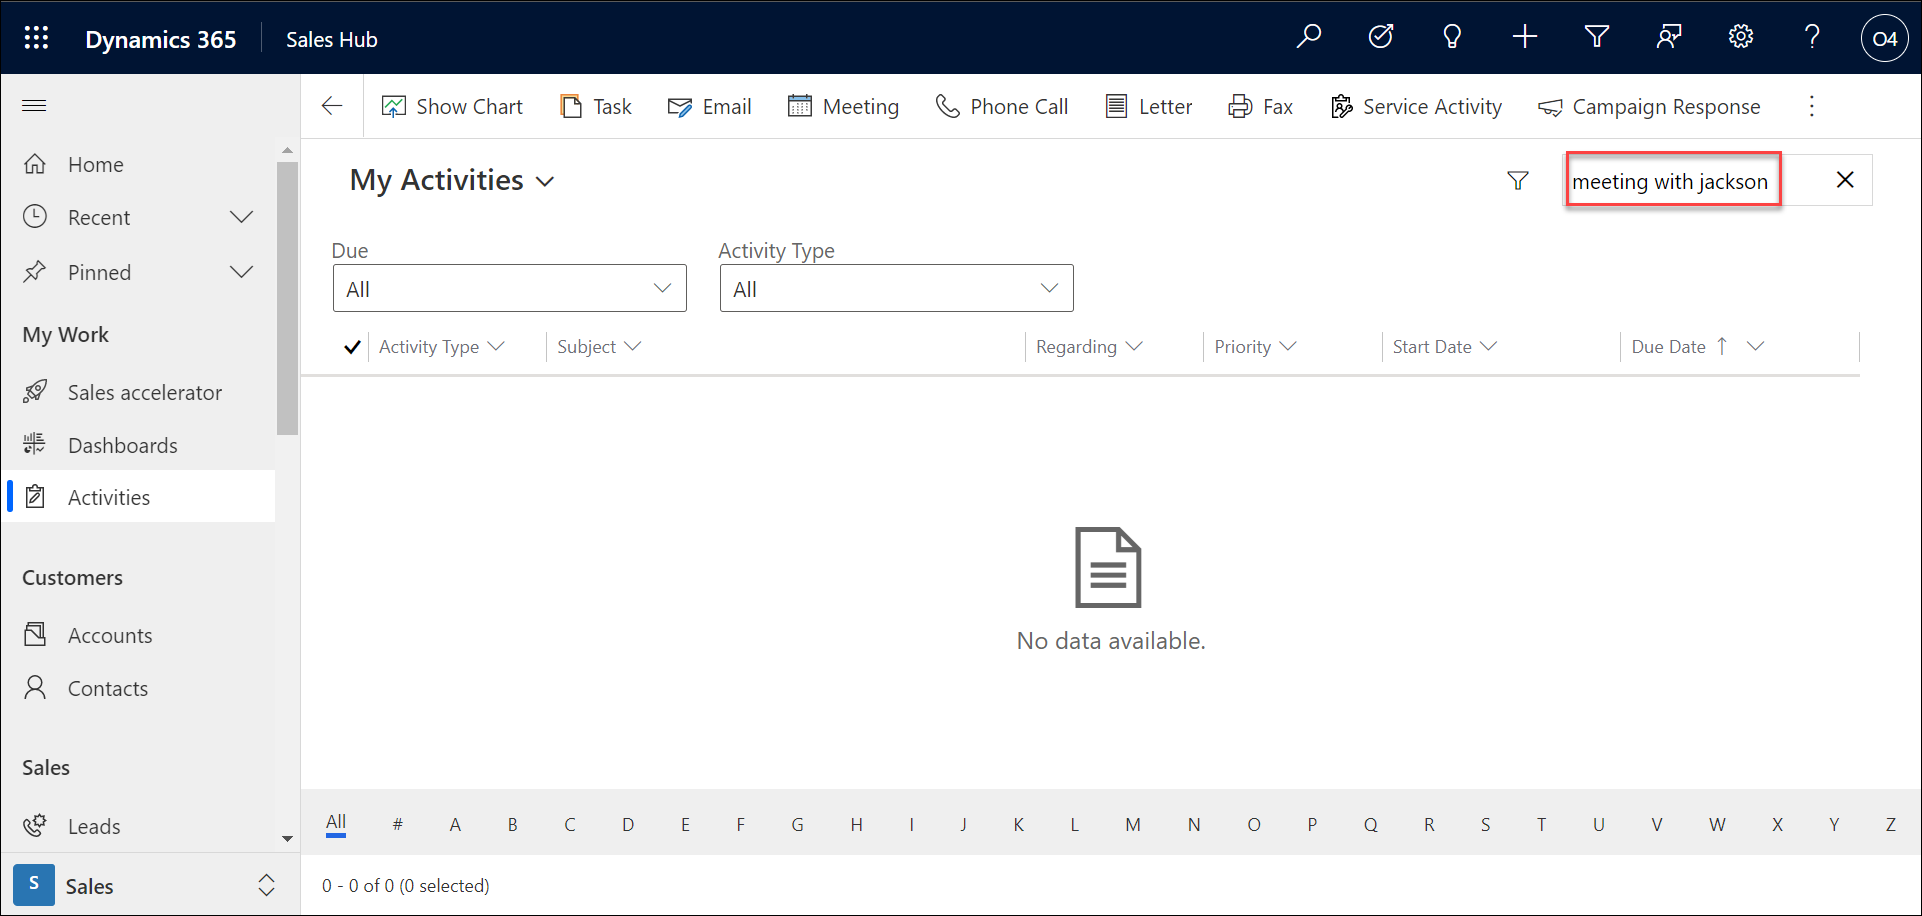 Dynamics 365 Sales Hub O4
Show Chart Task Email Meeting Phone Call Letter Fax Service Activity Campaign Response
Home
Recent
Pinned
My Work
Sales accelerator
Dashboards
Activities
Customers
Accounts
Contacts
Sales
Leads
S Sales
My Activities
meeting with jackson
Due Activity Type
All All
Activity Type Subject Regarding Priority Start Date Due Date
No data available.
All # A B C D E F G H I J K L M N O P Q R S T U V W X Y Z
0 - 0 of 0 (0 selected)